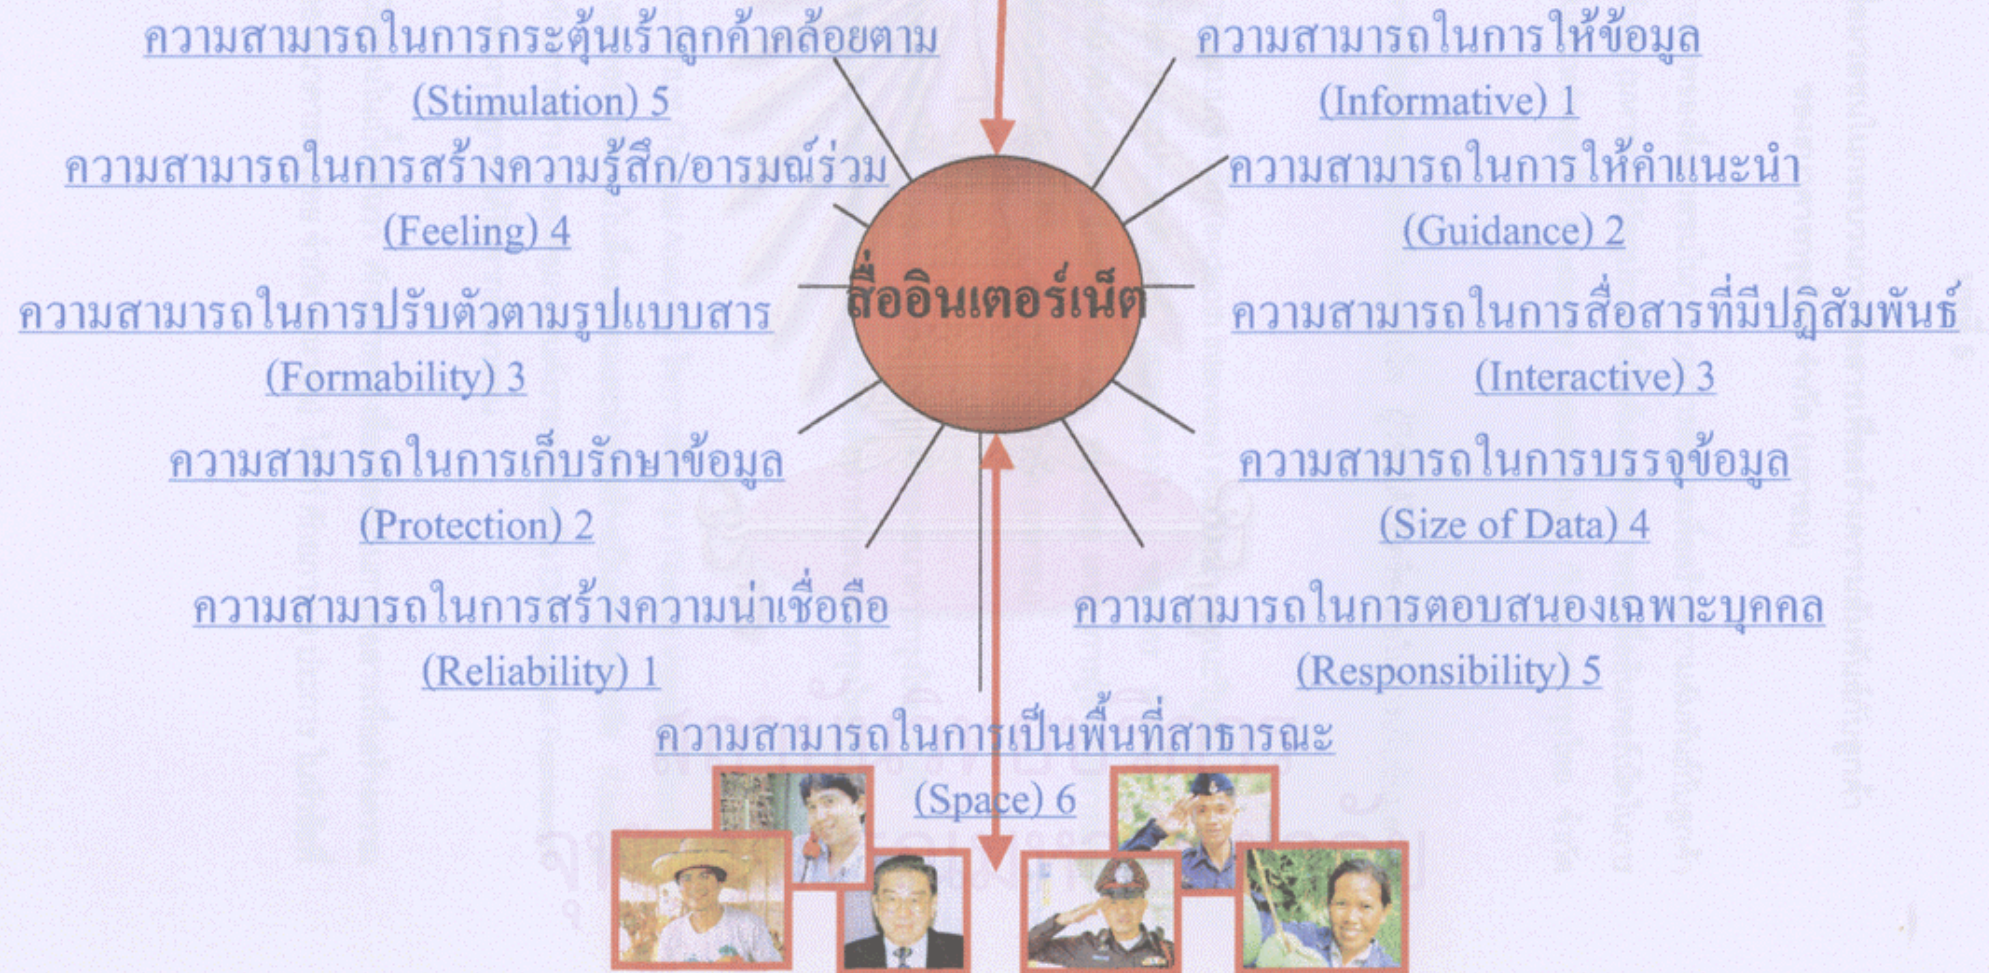 ความสามารถในการกระตุ้นเร้าลูกค้าคล้อยตาม
(Stimulation) 5
ความสามารถในการสร้างความรู้สึก/อารมณ์ร่วม
(Feeling) 4
ความสามารถในการปรับตัวตามรูปแบบสาร
(Formability) 3
ความสามารถในการเก็บรักษาข้อมูล
(Protection) 2
ความสามารถในการสร้างความน่าเชื่อถือ
(Reliability) 1
สื่ออินเตอร์เน็ต
ความสามารถในการให้ข้อมูล
(Informative) 1
ความสามารถในการให้คำแนะนำ
(Guidance) 2
ความสามารถในการสื่อสารที่มีปฏิสัมพันธ์
(Interactive) 3
ความสามารถในการบรรจุข้อมูล
(Size of Data) 4
ความสามารถในการตอบสนองเฉพาะบุคคล
(Responsibility) 5
ความสามารถในการเป็นพื้นที่สาธารณะ
(Space) 6